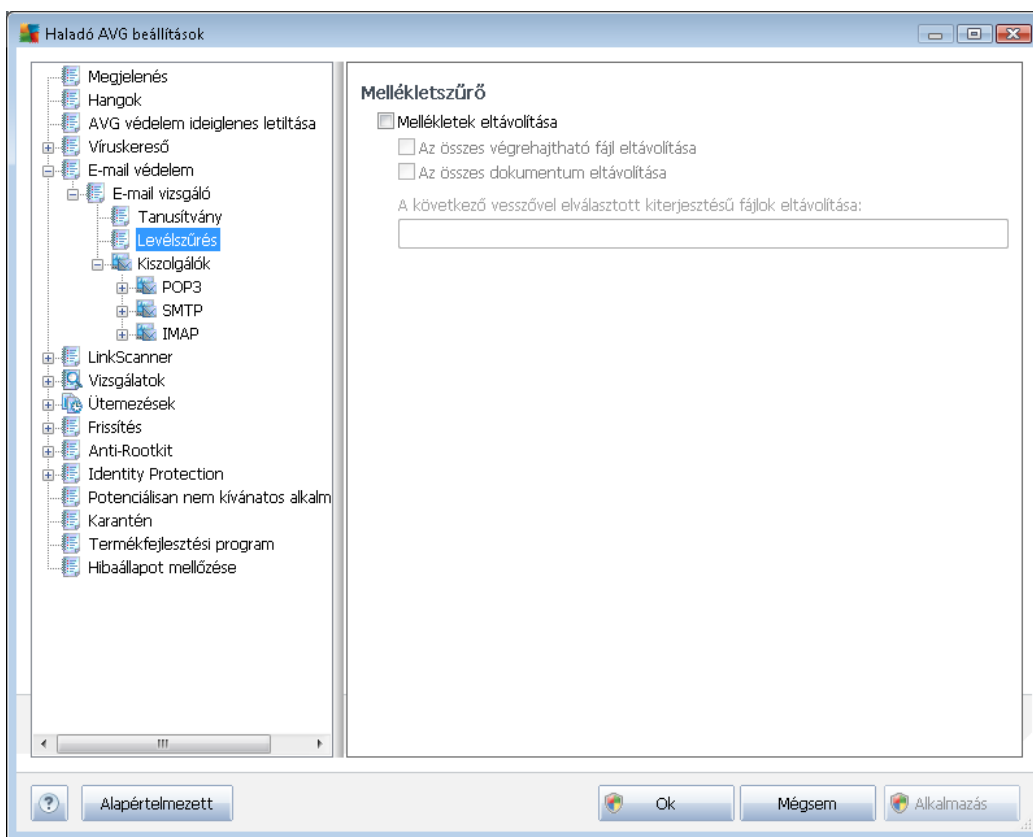 Haladó AVG beállítások
Megjelenés
Hangok
AVG védelem ideiglenes letiltása
Víruskereső
E-mail védelem
E-mail vizsgáló
Tanusítvány
Levélszűrés
Kiszolgálók
POP3
SMTP
IMAP
LinkScanner
Vizsgálatok
Ütemezések
Frissítés
Anti-Rootkit
Identity Protection
Potenciálisan nem kívánatos alkalm
Karantén
Termékfejlesztési program
Hibaállapot mellőzése
Mellékletszűrő
Mellékletek eltávolítása
Az összes végrehajtható fájl eltávolítása
Az összes dokumentum eltávolítása
A következő vesszővel elválasztott kiterjesztésű fájlok eltávolítása:
? Alapértelmezett Ok Mégsem Alkalmazás